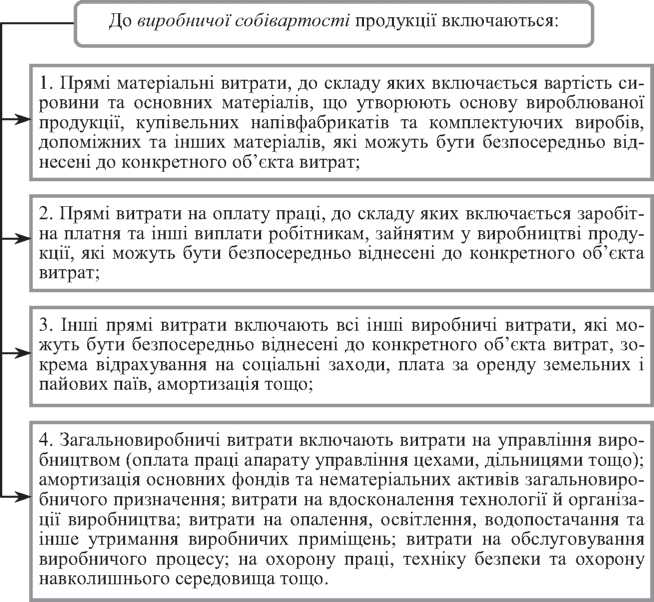 До виробничої собівартості продукції включаються:
1. Прямі матеріальні витрати, до складу яких включається вартість си-
ровини та основних матеріалів, що утворюють основу вироблюваної
продукції, купівельних напівфабрикатів та комплектуючих виробів,
допоміжних та інших матеріалів, які можуть бути безпосередньо від-
несені до конкретного об’єкта витрат;
2. Прямі витрати на оплату праці, до складу яких включається заробіт-
на платня та інші виплати робітникам, зайнятим у виробництві проду-
кції, які можуть бути безпосередньо віднесені до конкретного об’єкта
витрат;
3. Інші прямі витрати включають всі інші виробничі витрати, які мо-
жуть бути безпосередньо віднесені до конкретного об’єкта витрат, зо-
крема відрахування на соціальні заходи, плата за оренду земельних і
пайових паїв, амортизація тощо;
4. Загальновиробничі витрати включають витрати на управління виро-
бництвом (оплата праці апарату управління цехами, дільницями тощо);
амортизація основних фондів та нематеріальних активів загальновиро-
бничого призначення; витрати на вдосконалення технології й організа-
ції виробництва; витрати на опалення, освітлення, водопостачання та
інше утримання виробничих приміщень; витрати на обслуговування
виробничого процесу; на охорону праці, техніку безпеки та охорону
навколишнього середовища тощо.